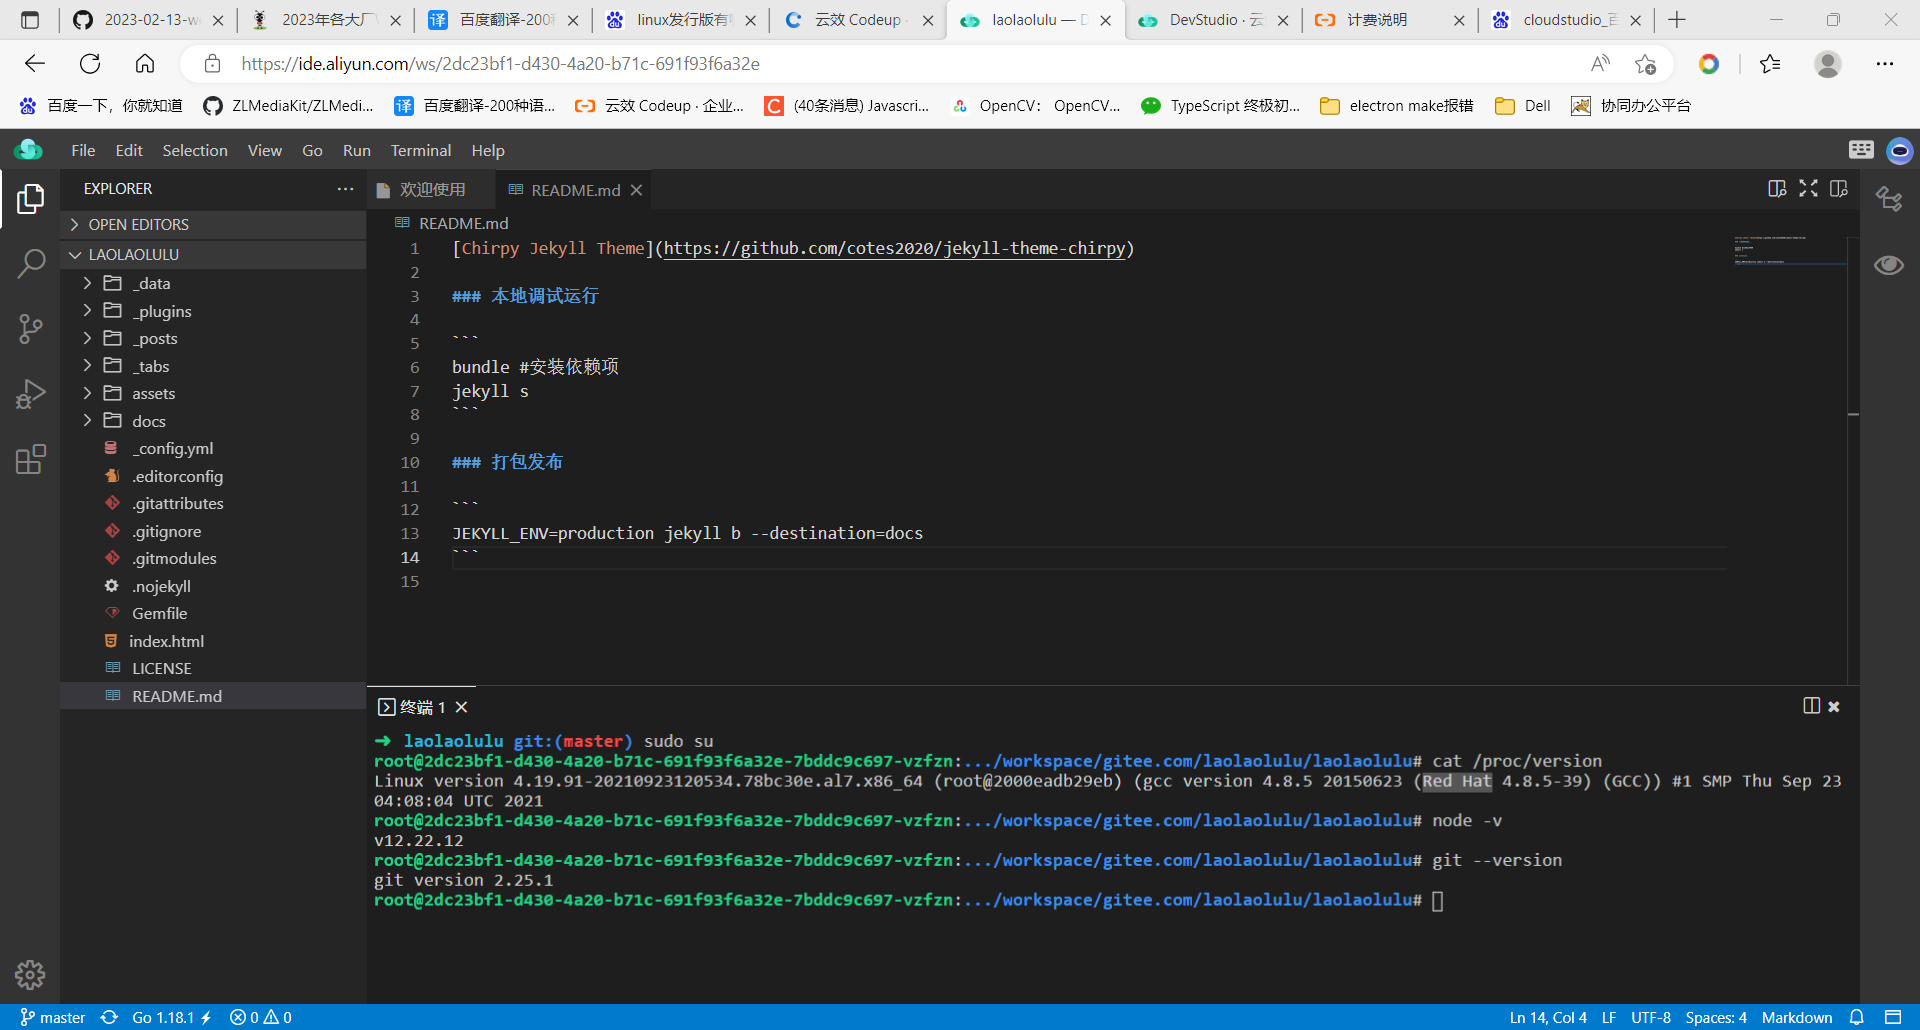 2023-02-13-w
2023年各大厂
百度翻译-200
linux发行版有
云效 Codeup ·
laolaolulu — D
DevStudio · 云
计费说明
cloudstudio_百
https://ide.aliyun.com/ws/2dc23bf1-d430-4a20-b71c-691f93f6a32e
百度一下，你就知道
ZLMediaKit/ZLMedi...
百度翻译-200种语...
云效 Codeup · 企业...
(40条消息) Javascri...
OpenCV： OpenCV...
TypeScript 终极初...
electron make报错
Dell
协同办公平台
File Edit Selection View Go Run Terminal Help
EXPLORER
OPEN EDITORS
LAOLAOLULU
_data
_plugins
_posts
_tabs
assets
docs
_config.yml
.editorconfig
.gitattributes
.gitignore
.gitmodules
.nojekyll
Gemfile
index.html
LICENSE
README.md
欢迎使用
README.md
README.md
1 [Chirpy Jekyll Theme](https://github.com/cotes2020/jekyll-theme-chirpy)
2
3 ### 本地调试运行
4
5 ```
6 bundle #安装依赖项
7 jekyll s
8 ```
9
10 ### 打包发布
11
12 ```
13 JEKYLL_ENV=production jekyll b --destination=docs
14 ```
15
终端 1
➜ laolaolulu git:(master) sudo su
root@2dc23bf1-d430-4a20-b71c-691f93f6a32e-7bddc9c697-vzfzn:.../workspace/gitee.com/laolaolulu/laolaolulu# cat /proc/version
Linux version 4.19.91-20210923120534.78bc30e.al7.x86_64 (root@2000eadb29eb) (gcc version 4.8.5 20150623 (Red Hat 4.8.5-39) (GCC)) #1 SMP Thu Sep 23
04:08:04 UTC 2021
root@2dc23bf1-d430-4a20-b71c-691f93f6a32e-7bddc9c697-vzfzn:.../workspace/gitee.com/laolaolulu/laolaolulu# node -v
v12.22.12
root@2dc23bf1-d430-4a20-b71c-691f93f6a32e-7bddc9c697-vzfzn:.../workspace/gitee.com/laolaolulu/laolaolulu# git --version
git version 2.25.1
root@2dc23bf1-d430-4a20-b71c-691f93f6a32e-7bddc9c697-vzfzn:.../workspace/gitee.com/laolaolulu/laolaolulu#
master Go 1.18.1 0 0 Ln 14, Col 4 LF UTF-8 Spaces: 4 Markdown